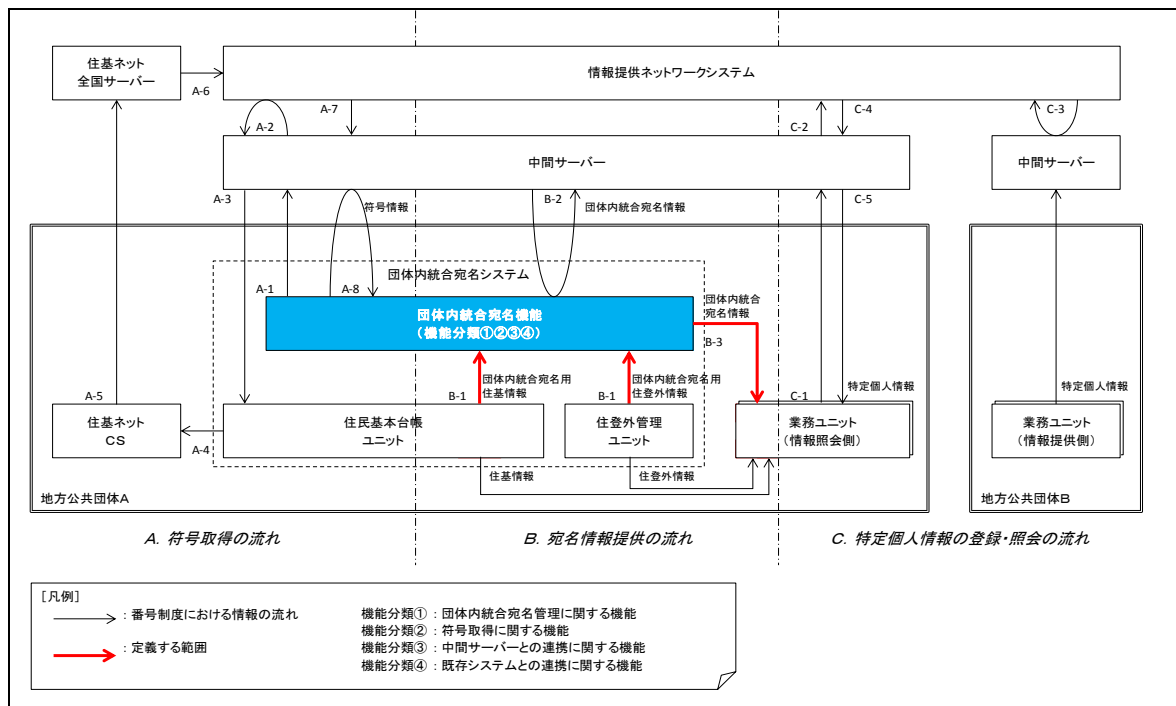 住基ネット
全国サーバー
A-6
情報提供ネットワークシステム
A-2
A-7
C-2
C-4
C-3
中間サーバー
中間サーバー
A-3
符号情報
B-2
団体内統合宛名情報
C-5
団体内統合宛名システム
A-1
A-8
団体内統合宛名機能
（機能分類①②③④）
団体内統合
宛名情報
B-3
A-5
B-1
団体内統合宛名用
住基情報
B-1
団体内統合宛名用
住登外情報
C-1
特定個人情報
特定個人情報
住基ネット
CS
A-4
住民基本台帳
ユニット
住登外管理
ユニット
業務ユニット
（情報照会側）
業務ユニット
（情報提供側）
住基情報
住登外情報
地方公共団体A
地方公共団体B
A. 符号取得の流れ
B. 宛名情報提供の流れ
C. 特定個人情報の登録・照会の流れ
［凡例］
：番号制度における情報の流れ
：定義する範囲
機能分類①：団体内統合宛名管理に関する機能
機能分類②：符号取得に関する機能
機能分類③：中間サーバーとの連携に関する機能
機能分類④：既存システムとの連携に関する機能